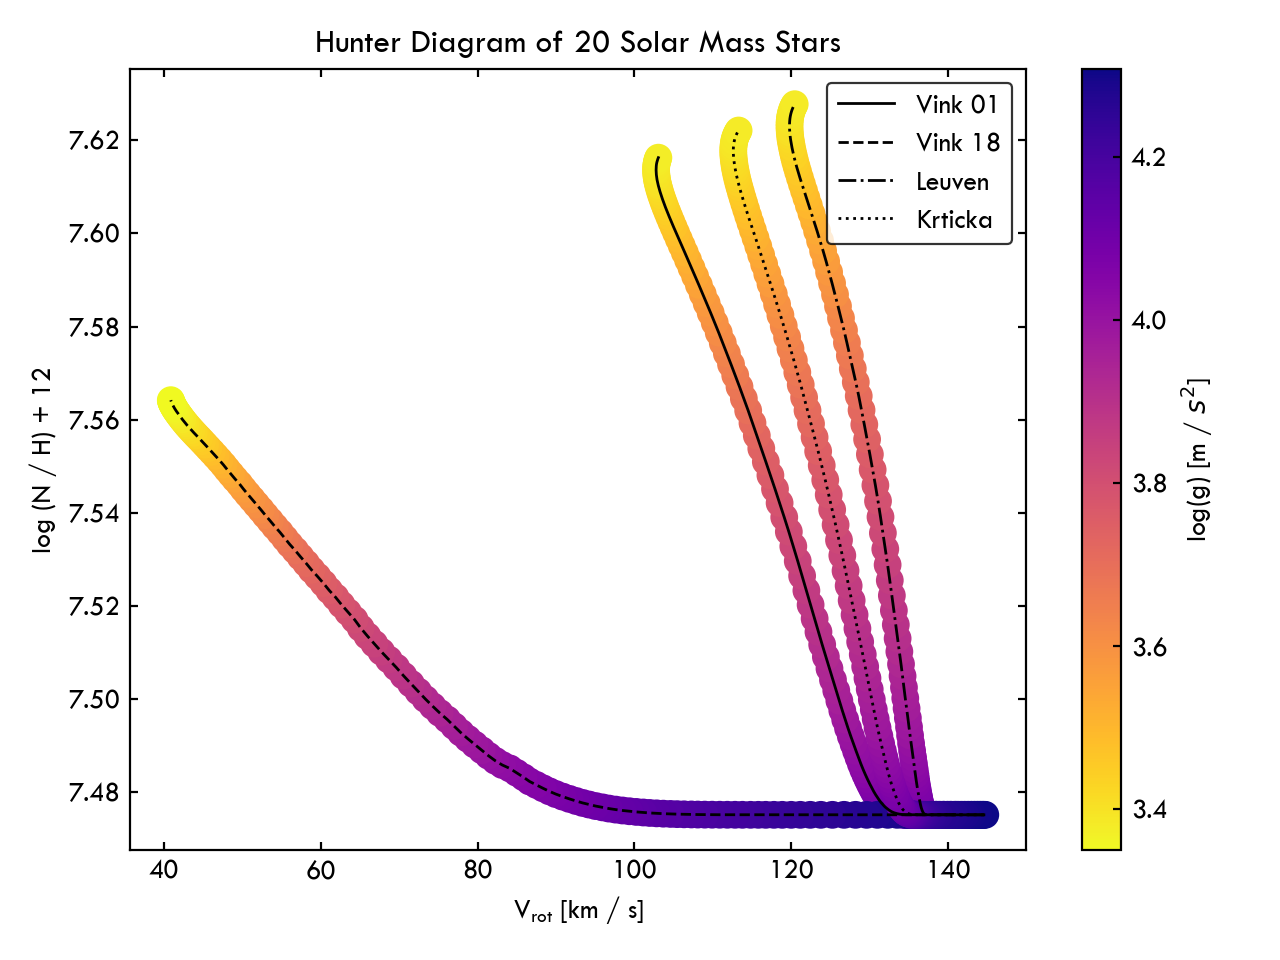 Hunter Diagram of 20 Solar Mass Stars
Vink 01
Vink 18
Leuven
Krticka
7.62
7.60
7.58
7.56
7.54
7.52
7.50
7.48
log (N / H) + 12
40 60 80 100 120 140
V_rot [km / s]
4.2
4.0
3.8
3.6
3.4
log(g) [m / s²]